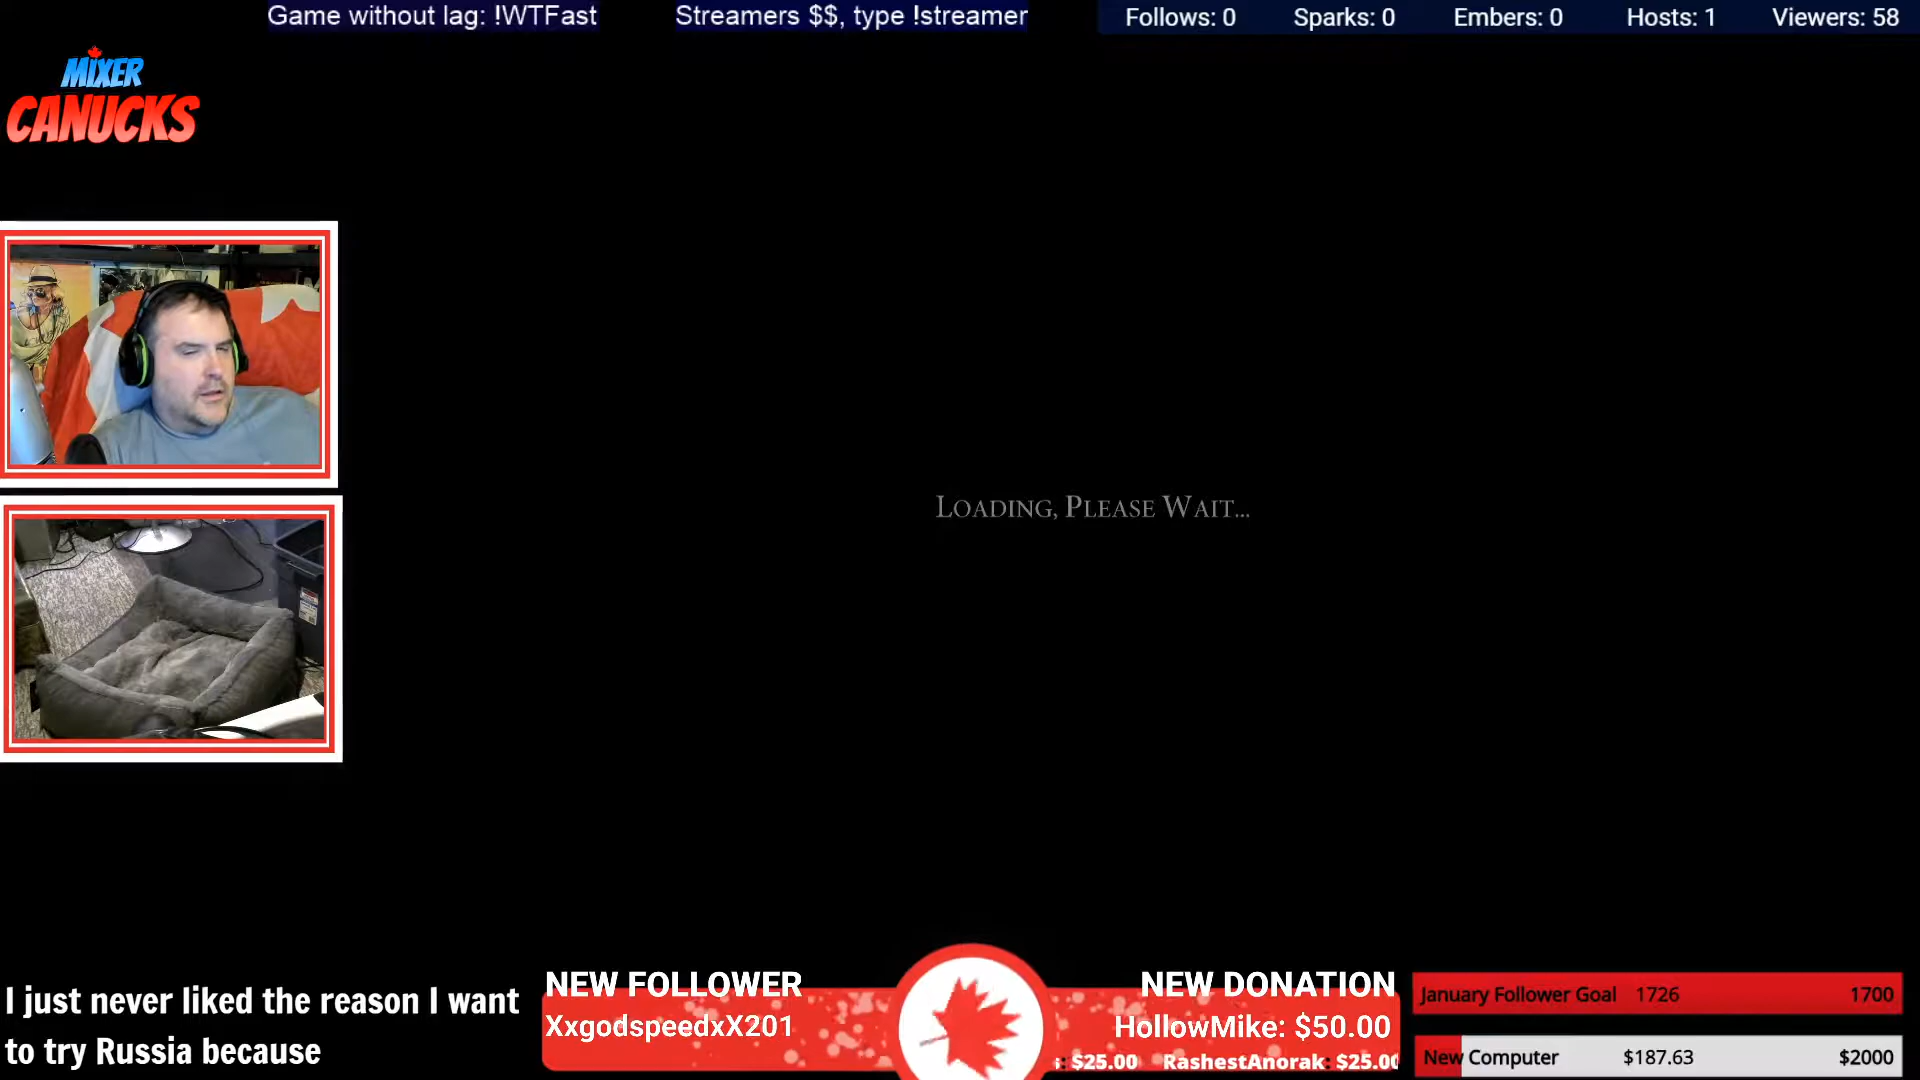 Game without lag: !WTFast
Streamers $$, type !streamer
Follows: 0
Sparks: 0
Embers: 0
Hosts: 1
Viewers: 58
MIXER
CANUCKS
LOADING, PLEASE WAIT...
I just never liked the reason I want
to try Russia because
NEW FOLLOWER
XxgodspeedxX201
NEW DONATION
HollowMike: $50.00
: $25.00 RashestAnorak: $25.00
January Follower Goal 1726 1700
New Computer $187.63 $2000